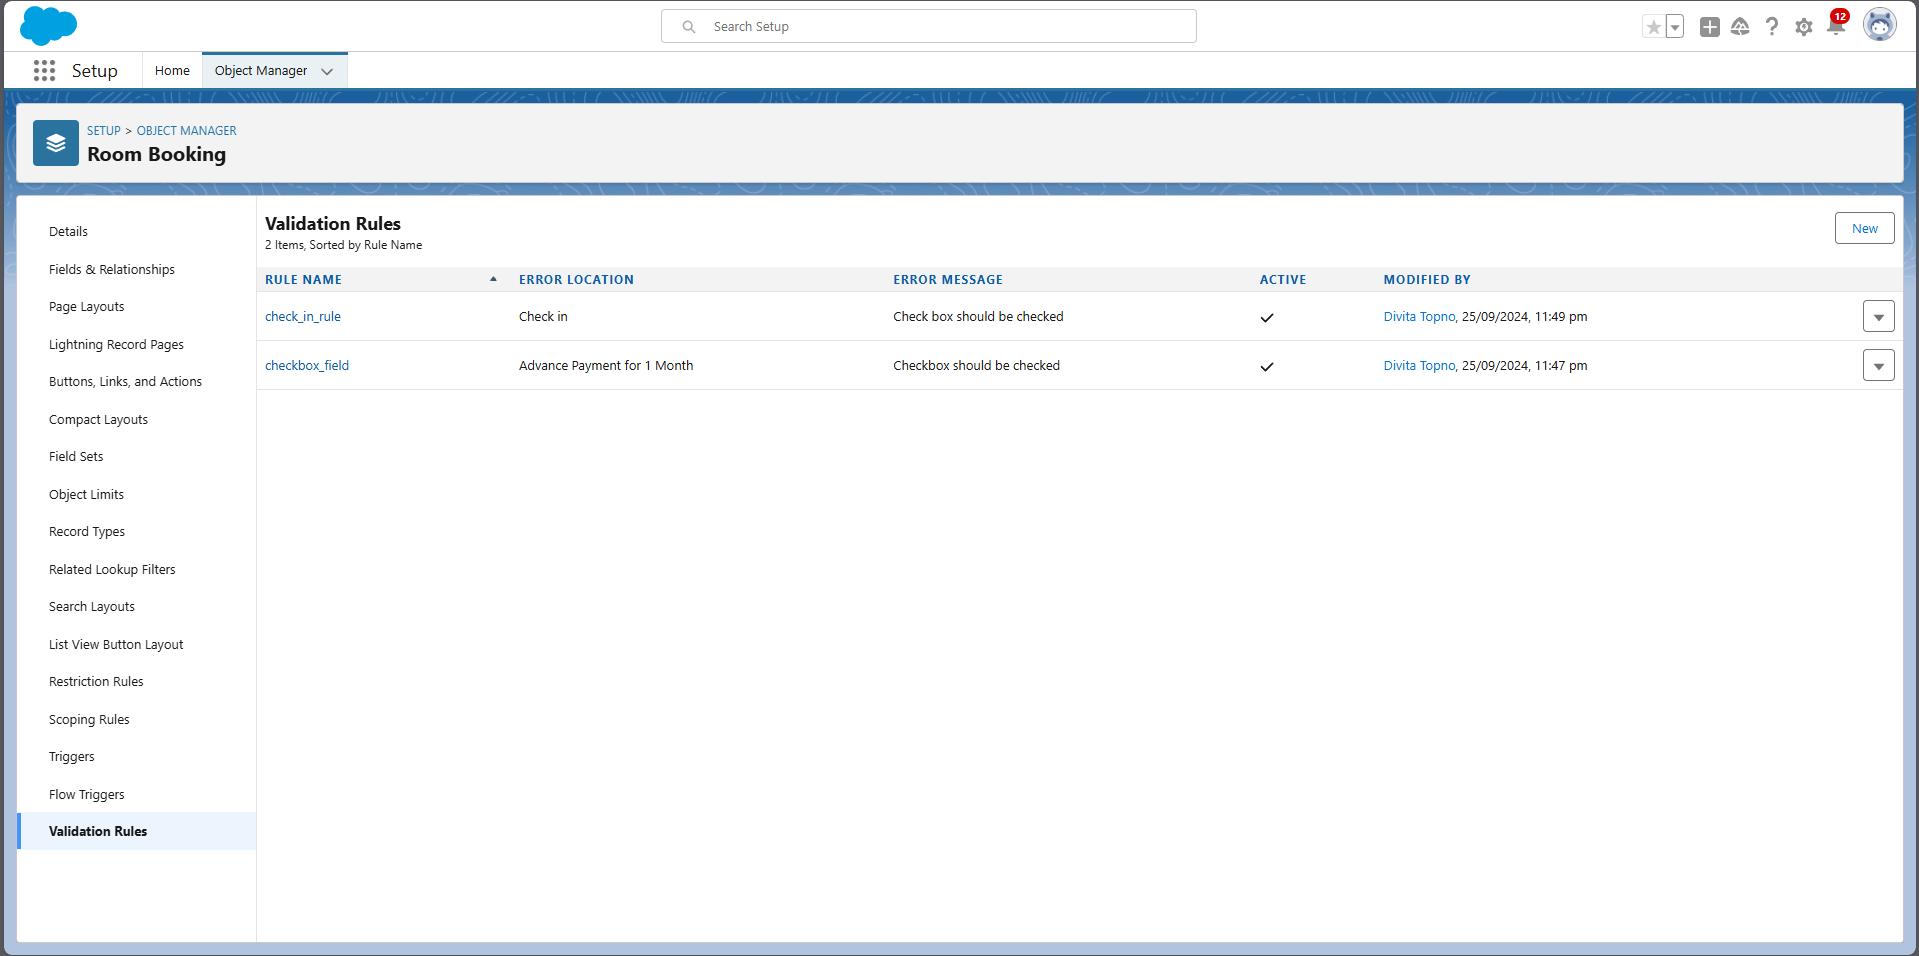 Search Setup
12
Setup
Home
Object Manager
SETUP > OBJECT MANAGER
Room Booking
Details
Fields & Relationships
Page Layouts
Lightning Record Pages
Buttons, Links, and Actions
Compact Layouts
Field Sets
Object Limits
Record Types
Related Lookup Filters
Search Layouts
List View Button Layout
Restriction Rules
Scoping Rules
Triggers
Flow Triggers
Validation Rules
Validation Rules
2 Items, Sorted by Rule Name
New
RULE NAME ERROR LOCATION ERROR MESSAGE ACTIVE MODIFIED BY
check_in_rule Check in Check box should be checked Divita Topno, 25/09/2024, 11:49 pm
checkbox_field Advance Payment for 1 Month Checkbox should be checked Divita Topno, 25/09/2024, 11:47 pm